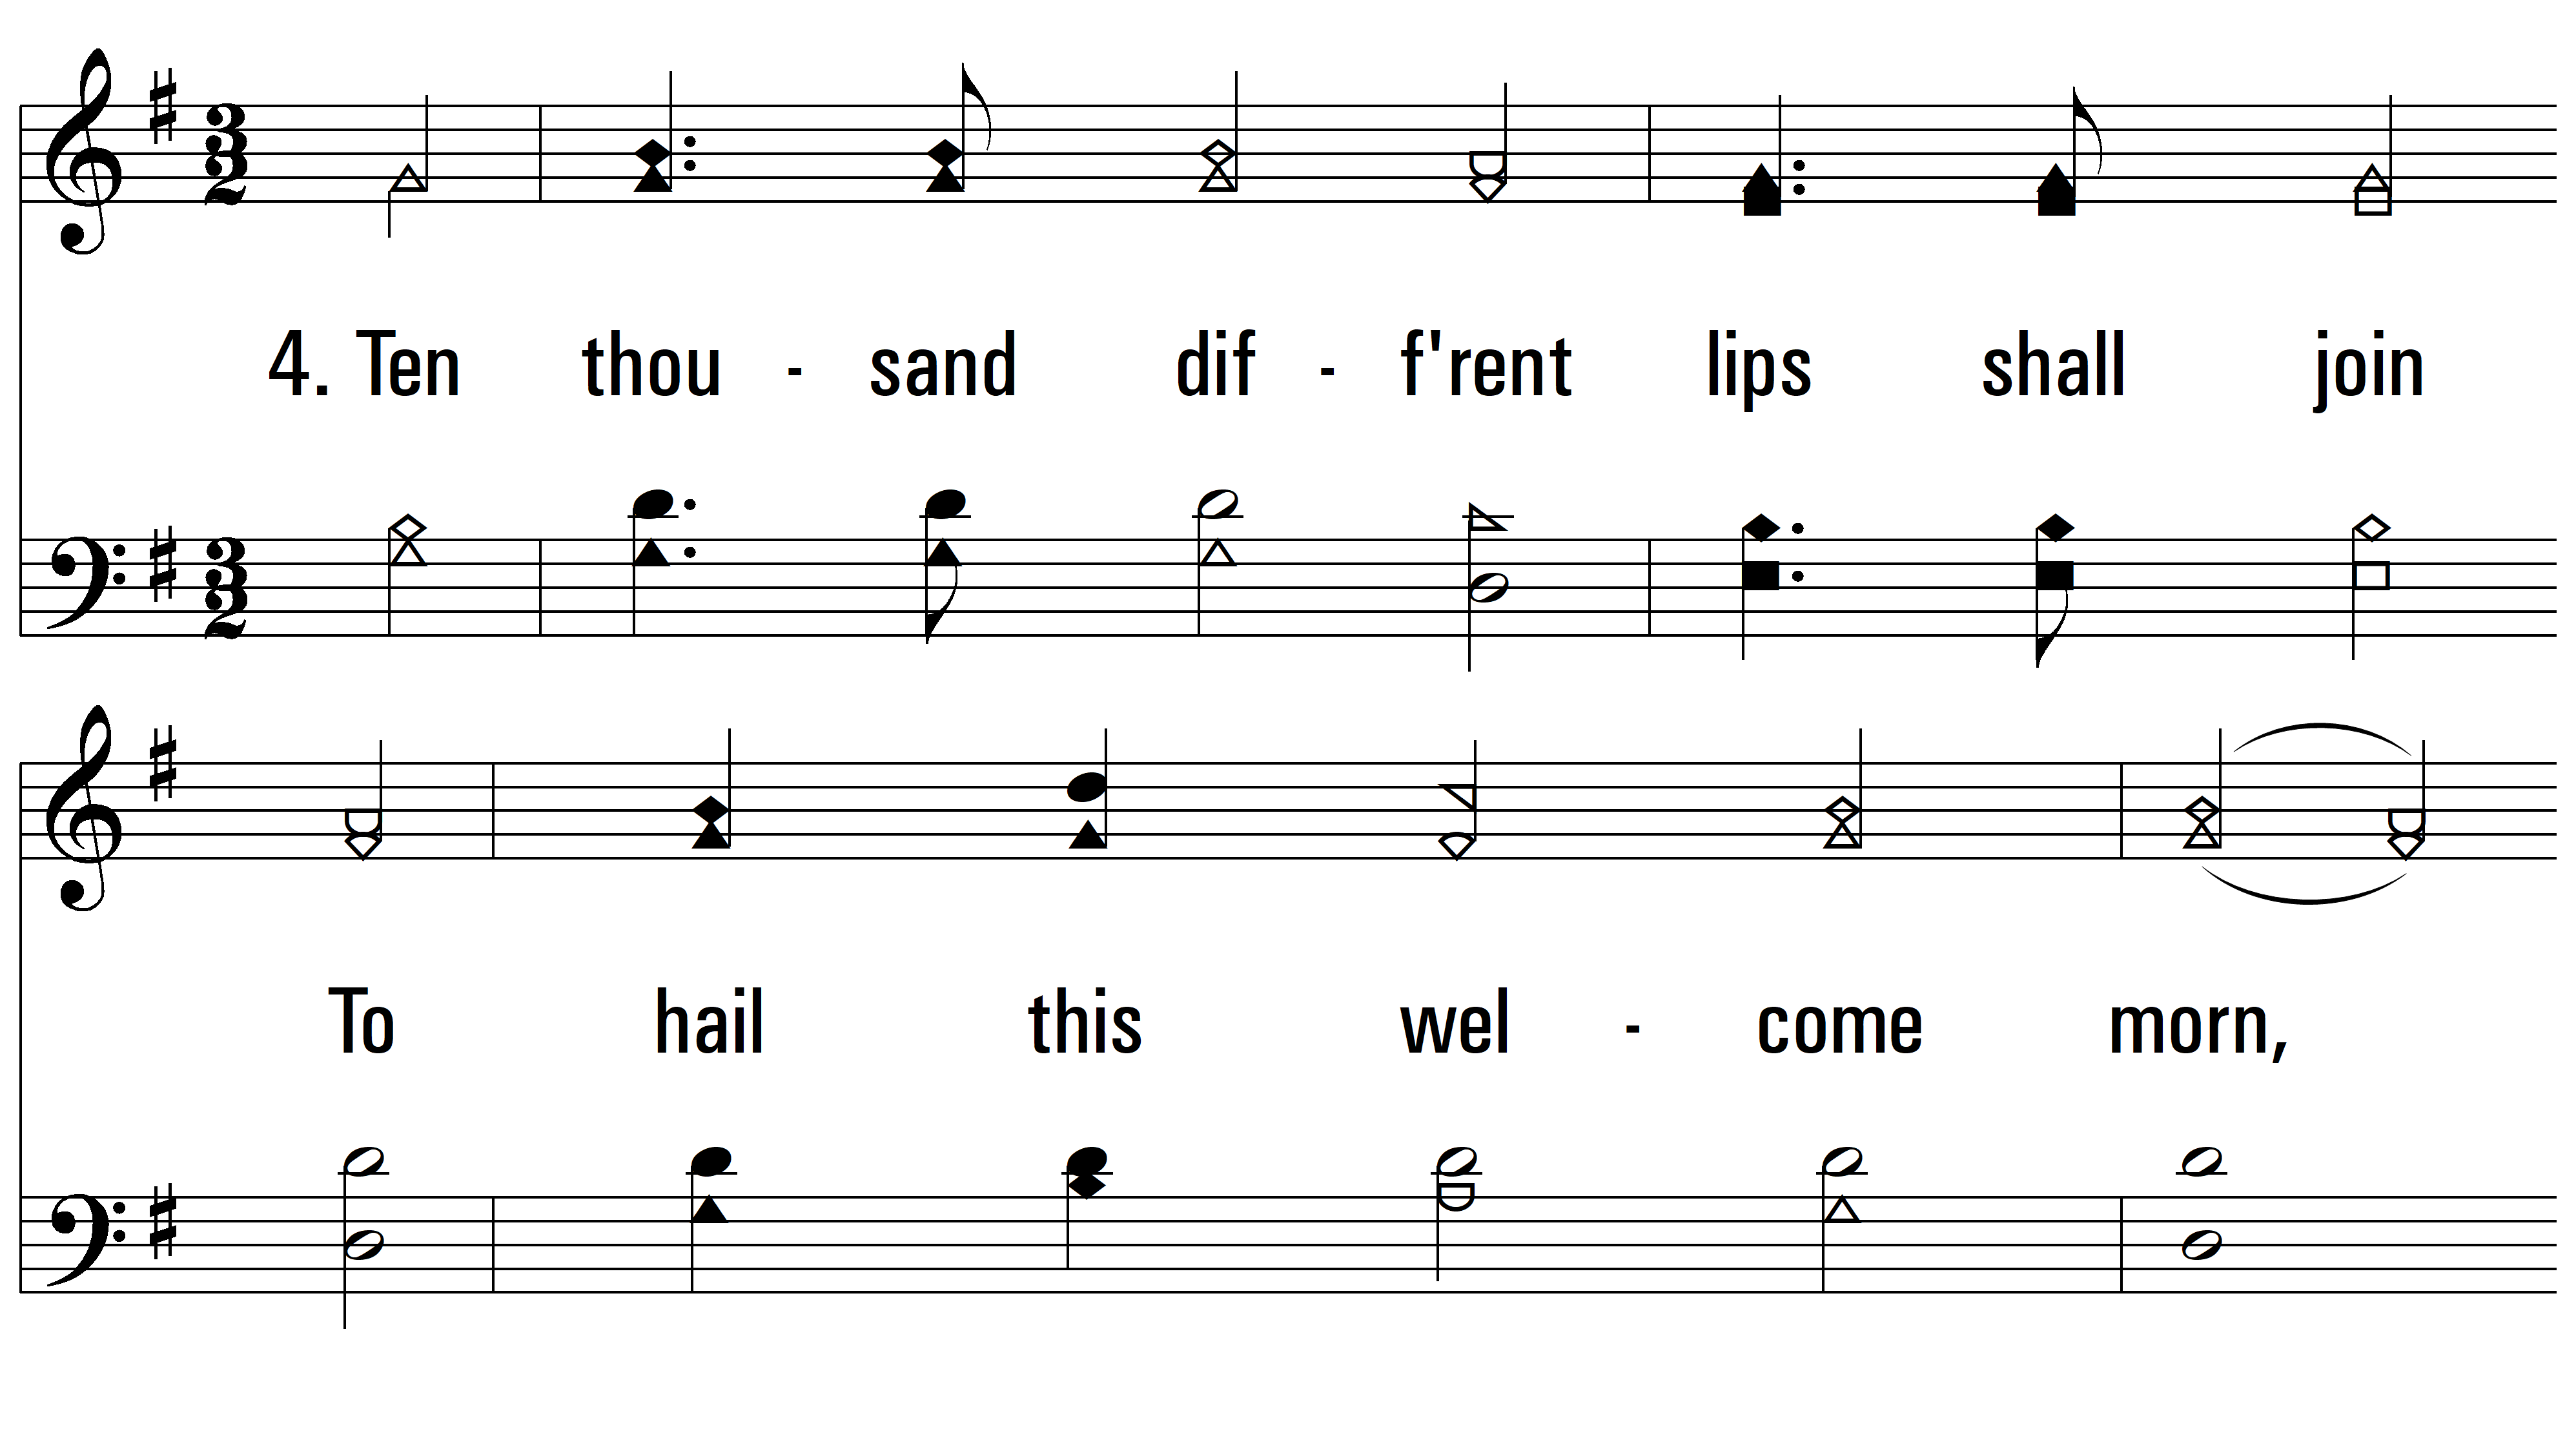 4. Ten thou - sand dif - f'rent lips shall join
To hail this wel - come morn,